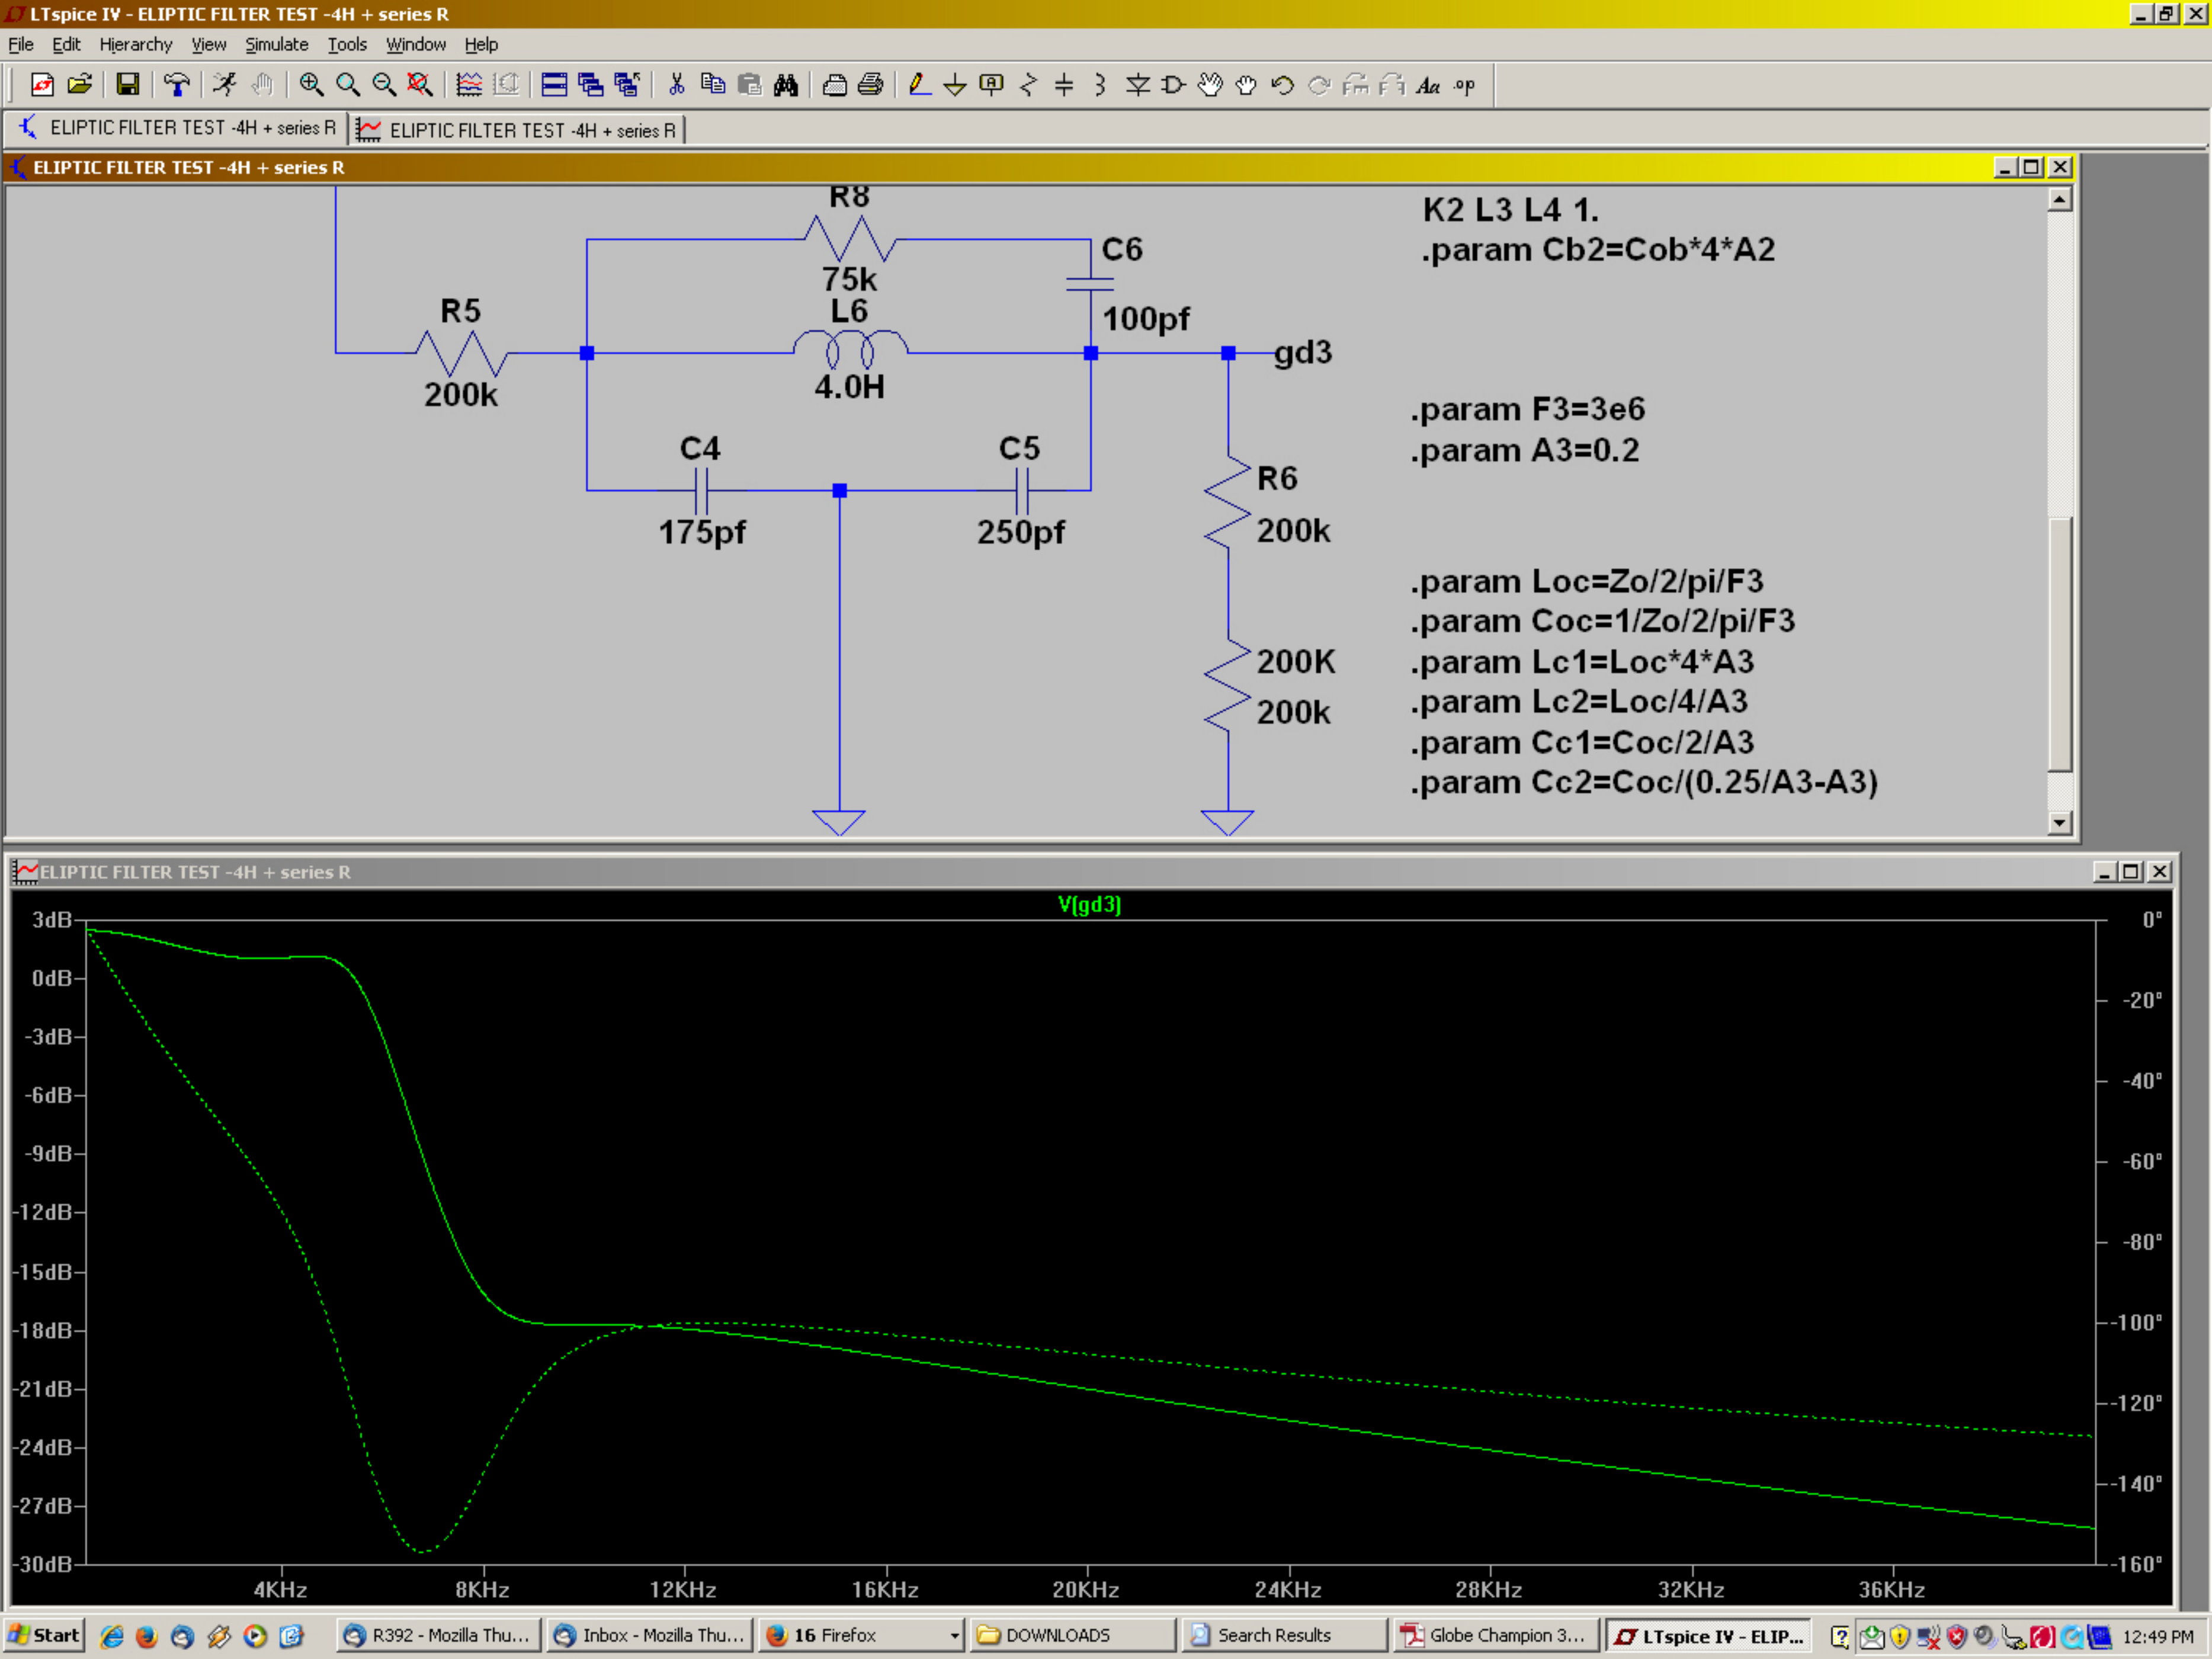 LTspice IV - ELIPTIC FILTER TEST -4H + series R
File Edit Hierarchy View Simulate Tools Window Help
Aa .op
ELIPTIC FILTER TEST -4H + series R
ELIPTIC FILTER TEST -4H + series R
ELIPTIC FILTER TEST -4H + series R
R8
75k
L6
4.0H
C6
100pf
R5
200k
gd3
C4
175pf
C5
250pf
R6
200k
200K
200k
K2 L3 L4 1.
.param Cb2=Cob*4*A2
.param F3=3e6
.param A3=0.2
.param Loc=Zo/2/pi/F3
.param Coc=1/Zo/2/pi/F3
.param Lc1=Loc*4*A3
.param Lc2=Loc/4/A3
.param Cc1=Coc/2/A3
.param Cc2=Coc/(0.25/A3-A3)
ELIPTIC FILTER TEST -4H + series R
V(gd3)
3dB
0dB
-3dB
-6dB
-9dB
-12dB
-15dB
-18dB
-21dB
-24dB
-27dB
-30dB
0°
-20°
-40°
-60°
-80°
-100°
-120°
-140°
-160°
4KHz 8KHz 12KHz 16KHz 20KHz 24KHz 28KHz 32KHz 36KHz
Start R392 - Mozilla Thu... Inbox - Mozilla Thu... 16 Firefox DOWNLOADS Search Results Globe Champion 3... LTspice IV - ELIP... 12:49 PM